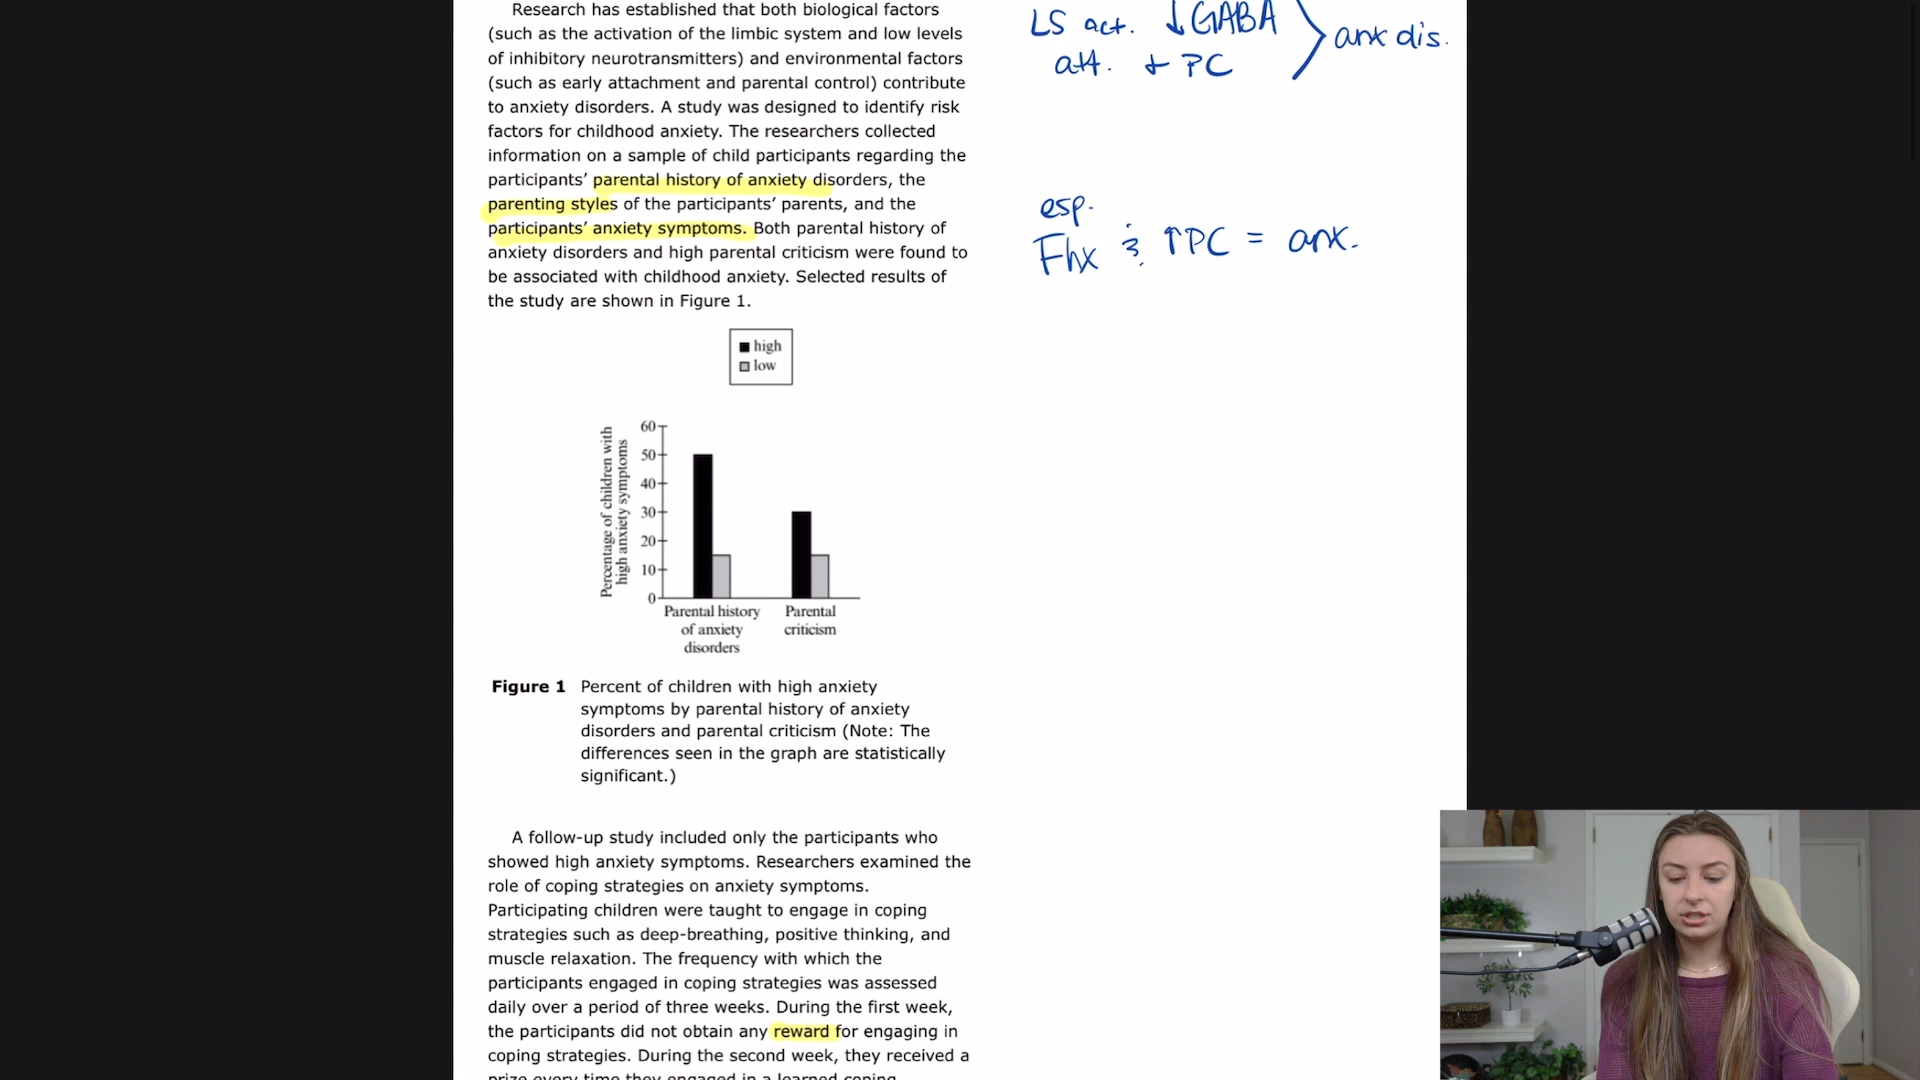 Research has established that both biological factors
(such as the activation of the limbic system and low levels
of inhibitory neurotransmitters) and environmental factors
(such as early attachment and parental control) contribute
to anxiety disorders. A study was designed to identify risk
factors for childhood anxiety. The researchers collected
information on a sample of child participants regarding the
participants’ parental history of anxiety disorders, the
parenting styles of the participants’ parents, and the
participants’ anxiety symptoms. Both parental history of
anxiety disorders and high parental criticism were found to
be associated with childhood anxiety. Selected results of
the study are shown in Figure 1.
LS act. ↓GABA
att. + PC
anx dis.
esp.
Fhx & ↑PC = anx.
high
low
Percentage of children with
high anxiety symptoms
60
50
40
30
20
10
0
Parental history
of anxiety
disorders
Parental
criticism
Figure 1 Percent of children with high anxiety
symptoms by parental history of anxiety
disorders and parental criticism (Note: The
differences seen in the graph are statistically
significant.)
A follow-up study included only the participants who
showed high anxiety symptoms. Researchers examined the
role of coping strategies on anxiety symptoms.
Participating children were taught to engage in coping
strategies such as deep-breathing, positive thinking, and
muscle relaxation. The frequency with which the
participants engaged in coping strategies was assessed
daily over a period of three weeks. During the first week,
the participants did not obtain any reward for engaging in
coping strategies. During the second week, they received a
prize every time they engaged in a learned coping